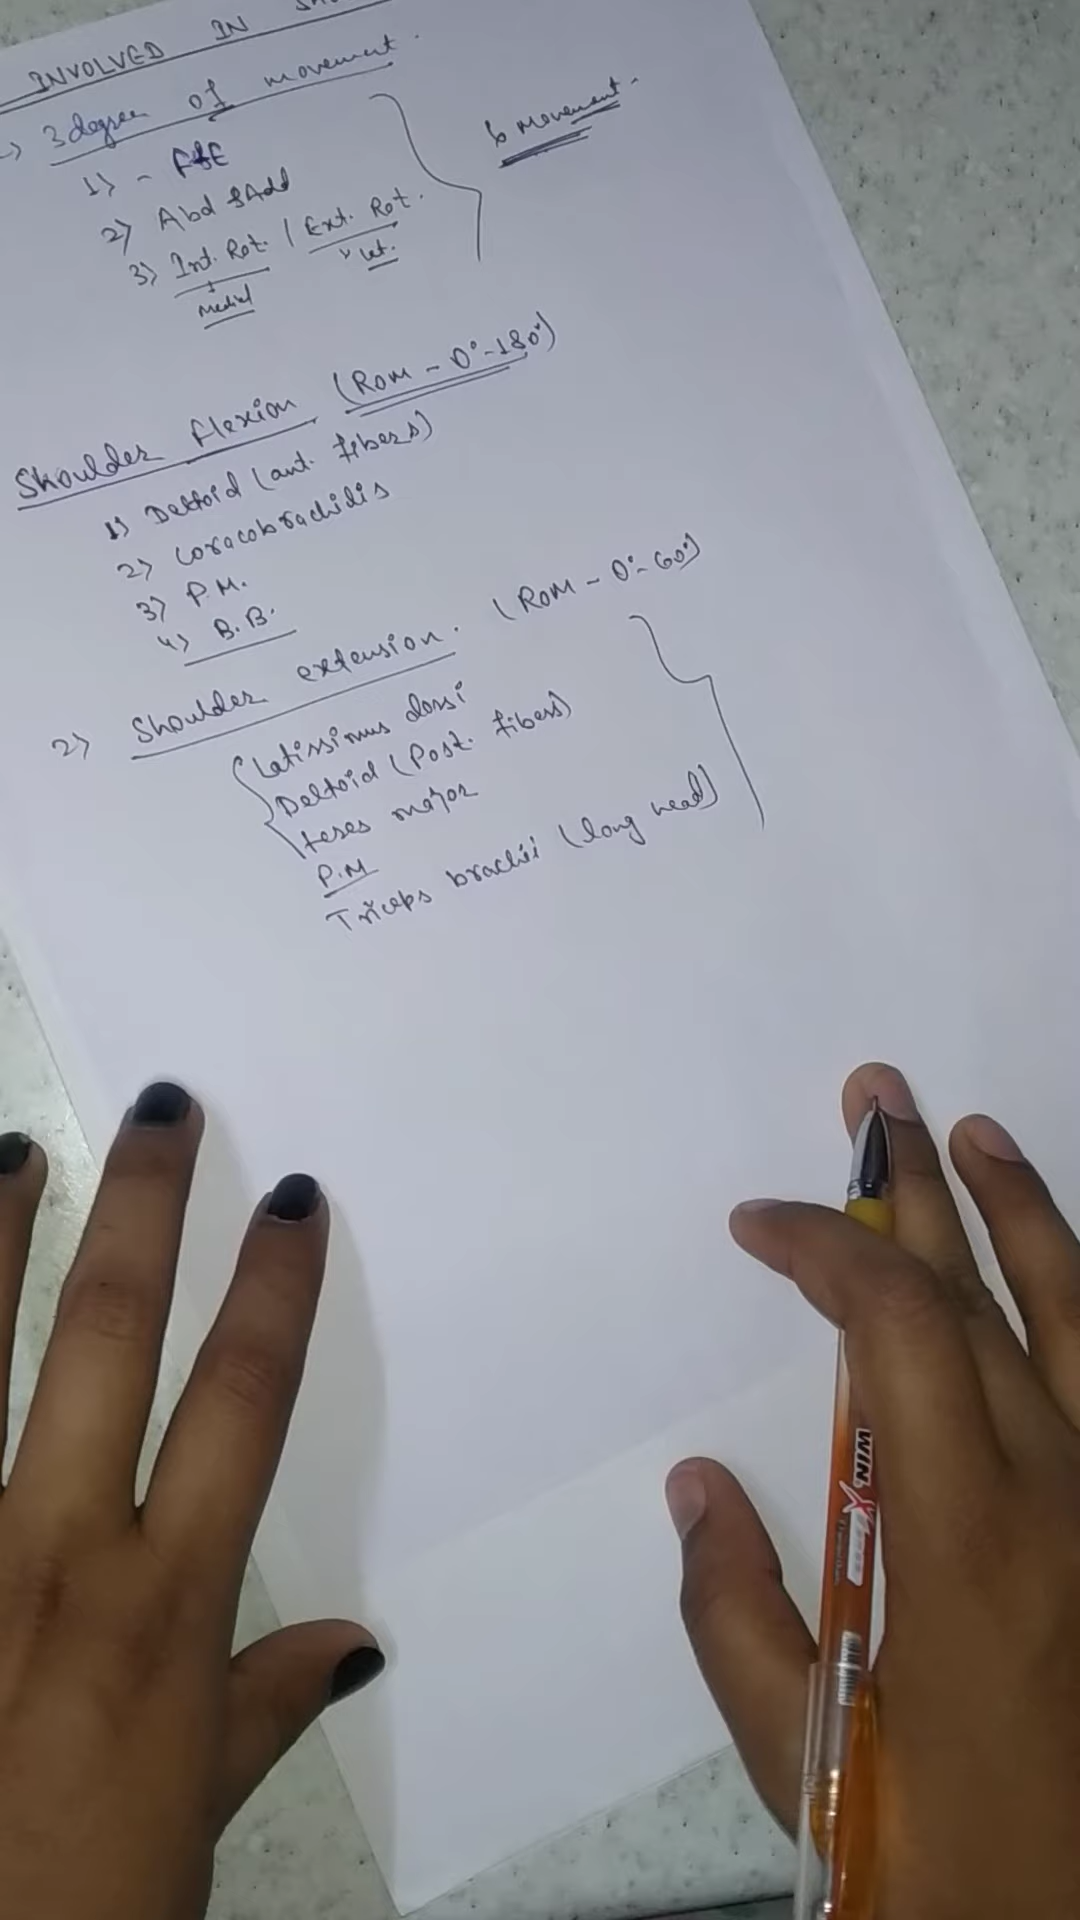 INVOLVED IN
3 degree of movement.
1) - F&E
2) Abd & Add
3) Int. Rot. / Ext. Rot.
Medial
Lat.
6 Movement.
Shoulder flexion (ROM - 0°-180°)
1) Deltoid (ant. fibers)
2) Coracobrachilis
3) P.M.
4) B.B.
2) Shoulder extension. (ROM - 0°-60°)
Latissimus dorsi
Deltoid (Post. fibers)
teres major
P.M
Triceps brachii (long head)
WIN